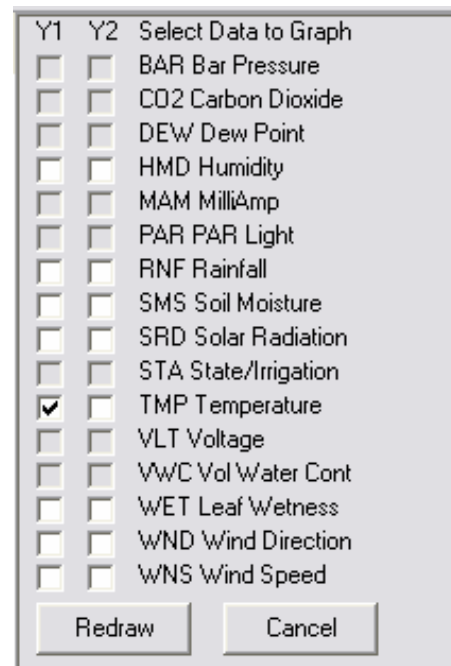 Y1 Y2 Select Data to Graph
BAR Bar Pressure
CO2 Carbon Dioxide
DEW Dew Point
HMD Humidity
MAM MilliAmp
PAR PAR Light
RNF Rainfall
SMS Soil Moisture
SRD Solar Radiation
STA State/Irrigation
TMP Temperature
VLT Voltage
VWC Vol Water Cont
WET Leaf Wetness
WND Wind Direction
WNS Wind Speed
Redraw Cancel